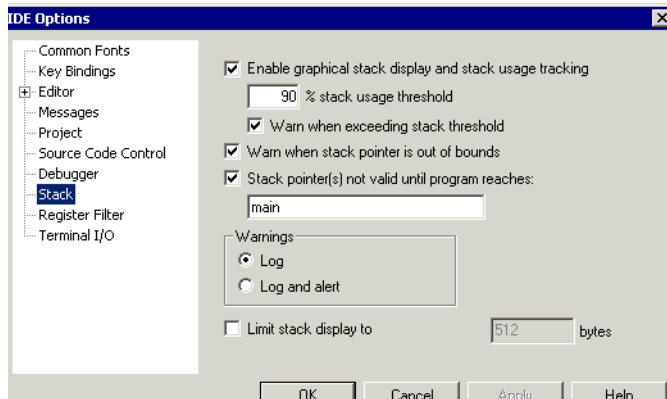 IDE Options
Common Fonts
Key Bindings
Editor
Messages
Project
Source Code Control
Debugger
Stack
Register Filter
Terminal I/O
Enable graphical stack display and stack usage tracking
90 % stack usage threshold
Warn when exceeding stack threshold
Warn when stack pointer is out of bounds
Stack pointer(s) not valid until program reaches:
main
Warnings
Log
Log and alert
Limit stack display to 512 bytes
OK Cancel Apply Help